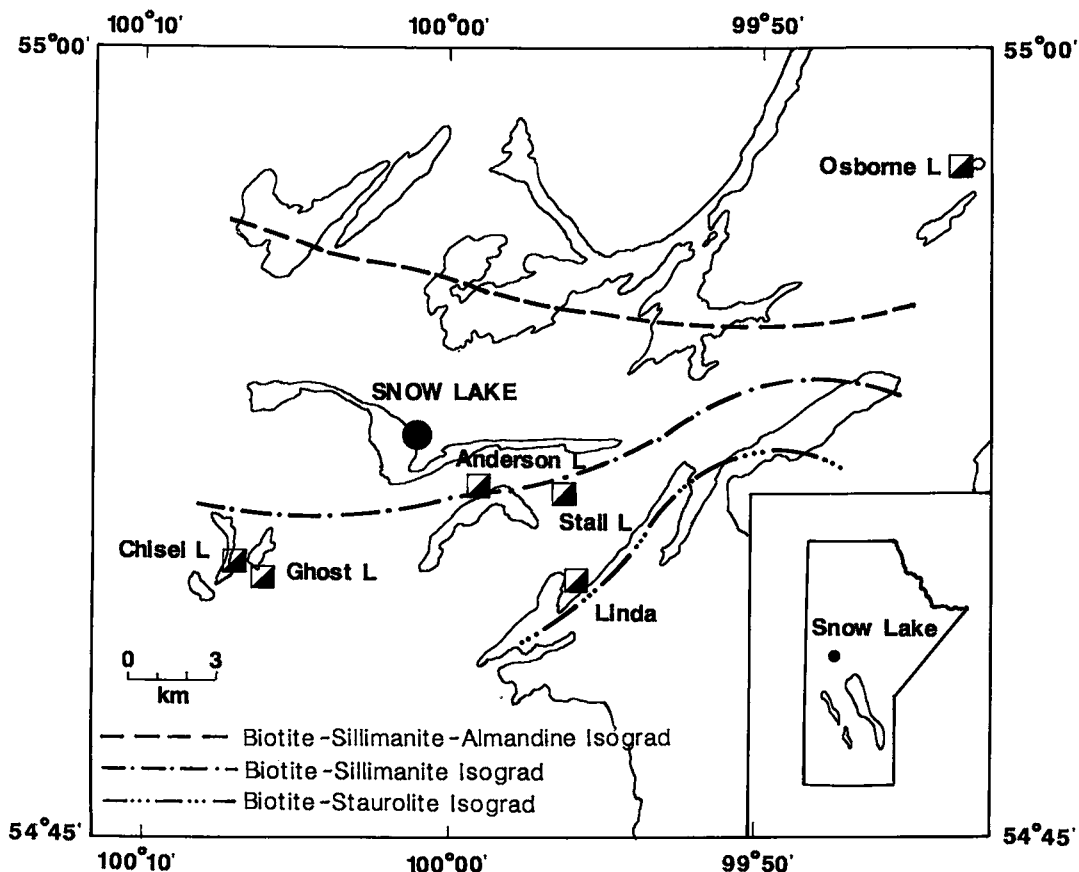 100°10' 100°00' 99°50'
55°00' 55°00'
Osborne L
SNOW LAKE
Anderson L
Stall L
Chisel L
Ghost L
Linda
Snow Lake
0 3
km
Biotite-Sillimanite-Almandine Isograd
Biotite-Sillimanite Isograd
Biotite-Staurolite Isograd
54°45' 54°45'
100°10' 100°00' 99°50'